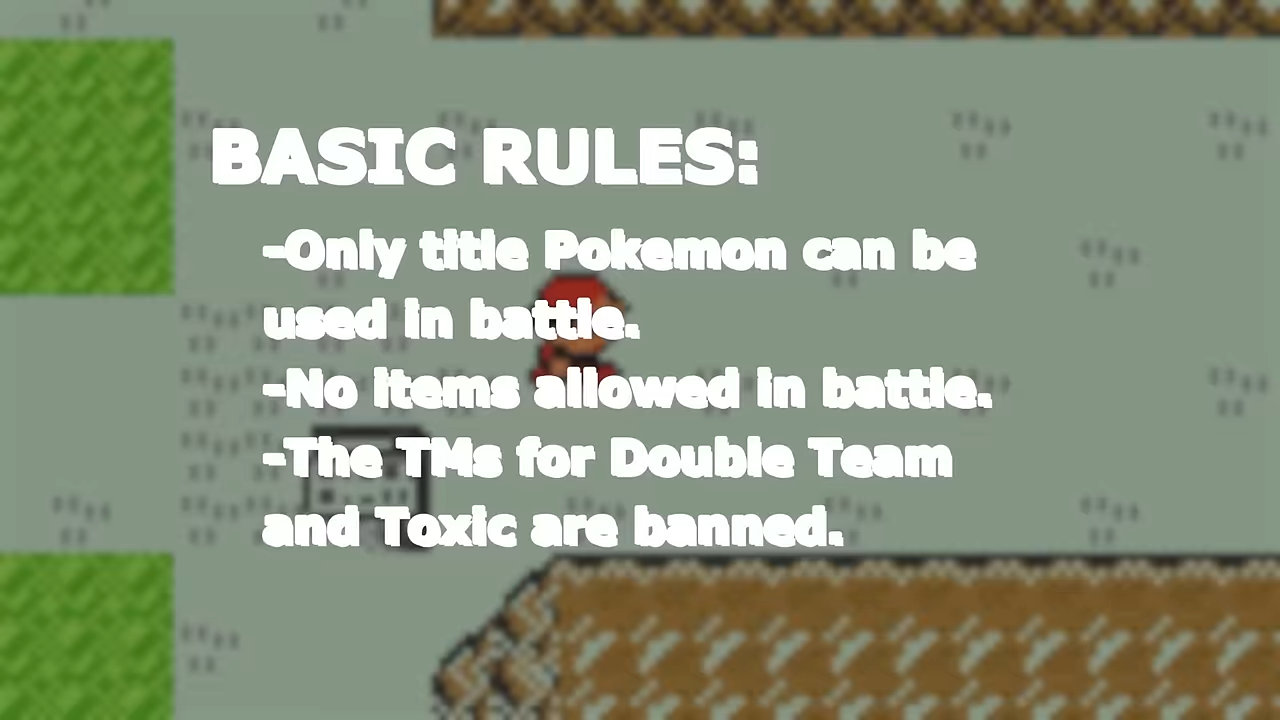 BASIC RULES:
-Only title Pokemon can be
used in battle.
-No items allowed in battle.
-The TMs for Double Team
and Toxic are banned.